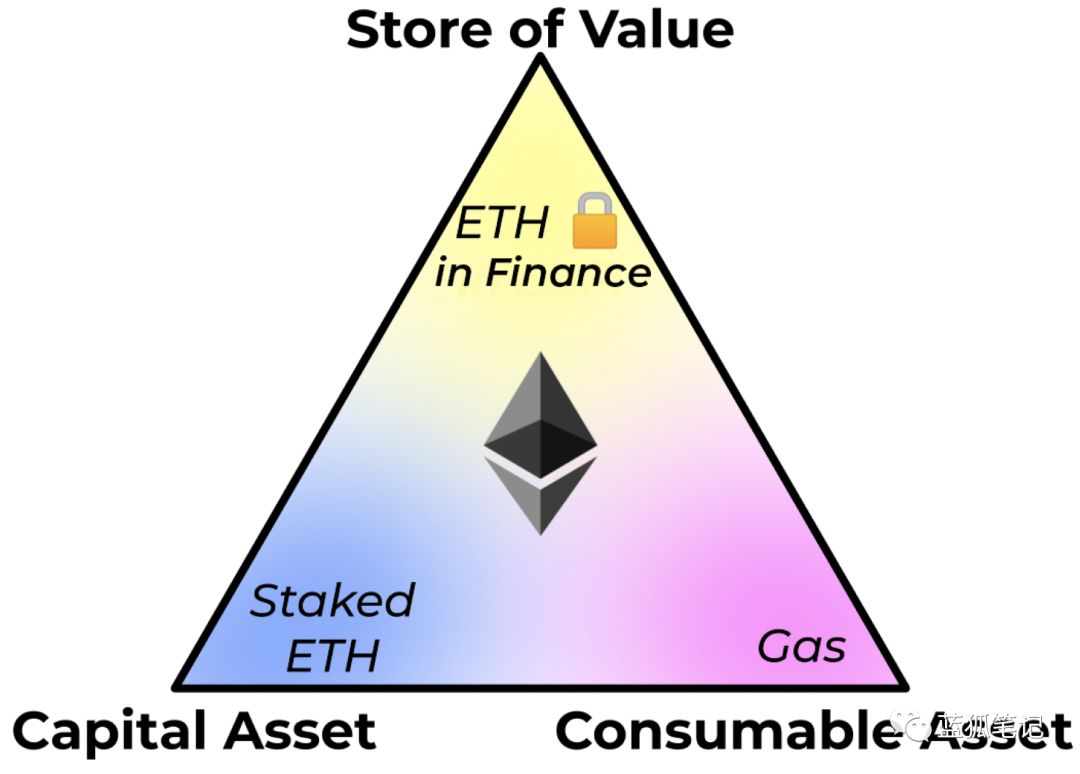 Store of Value
ETH 🔒
in Finance
Staked
ETH
Gas
Capital Asset
Consumable Asset
蓝狐笔记